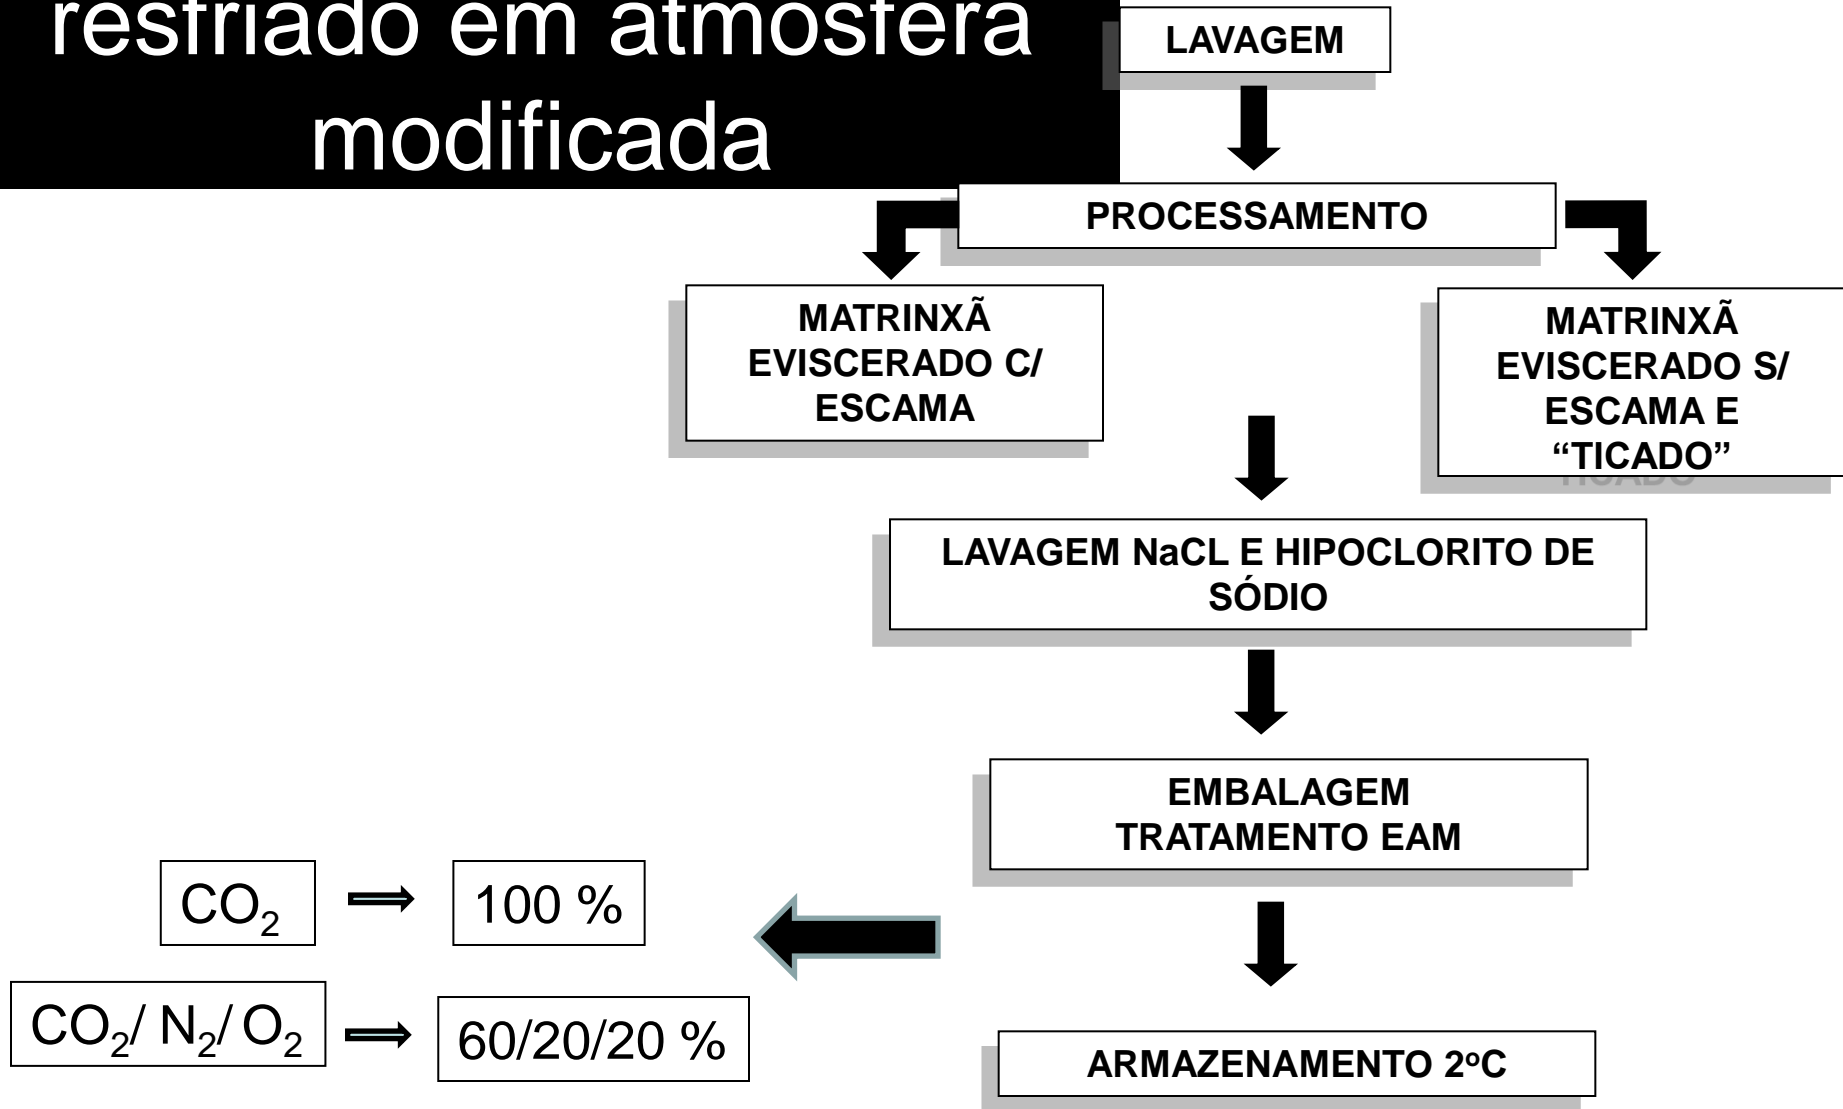 resfriado em atmosfera
modificada
LAVAGEM
PROCESSAMENTO
MATRINXÃ
EVISCERADO C/
ESCAMA
MATRINXÃ
EVISCERADO S/
ESCAMA E
“TICADO”
LAVAGEM NaCL E HIPOCLORITO DE
SÓDIO
EMBALAGEM
TRATAMENTO EAM
CO₂
100 %
CO₂/ N₂/ O₂
60/20/20 %
ARMAZENAMENTO 2ºC